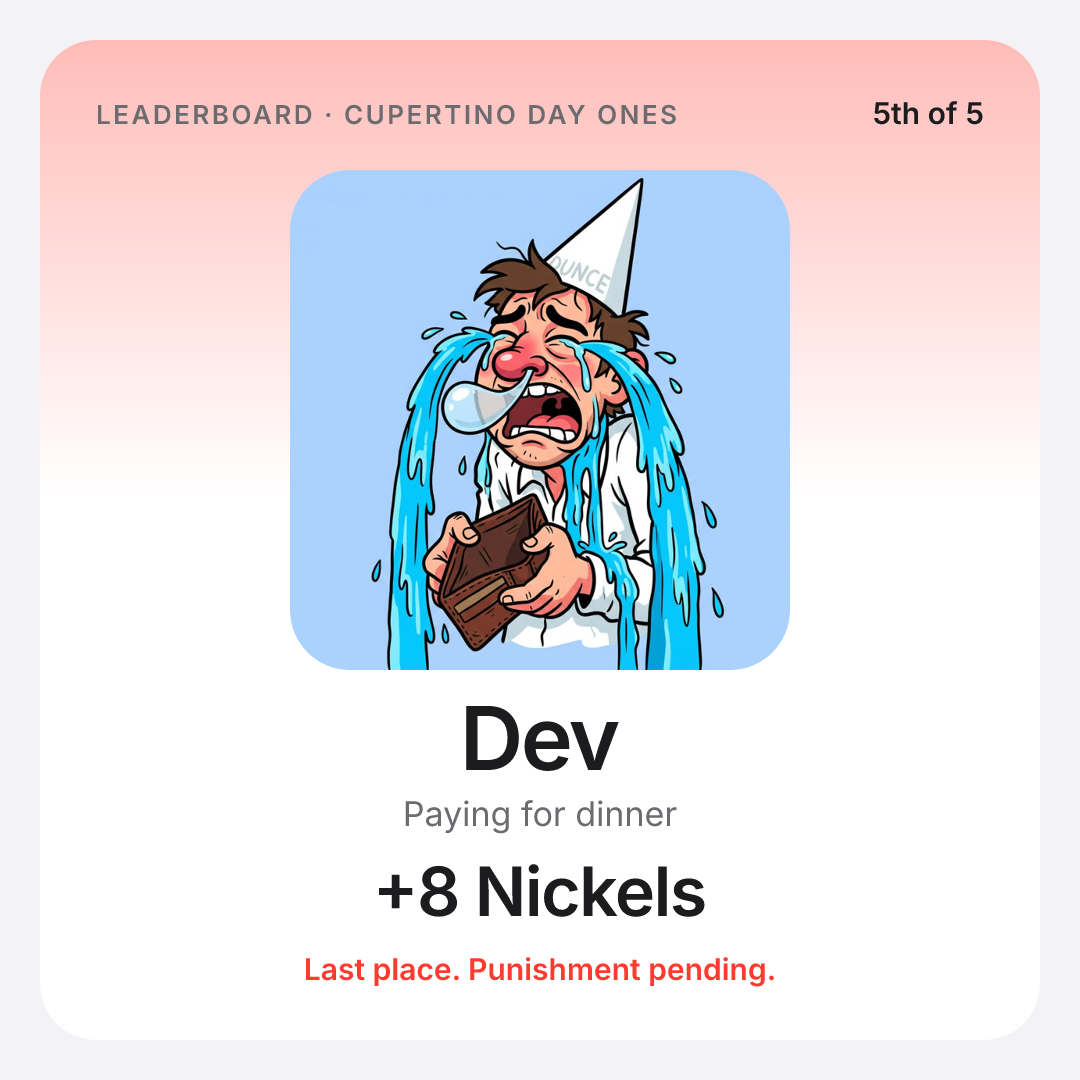 LEADERBOARD · CUPERTINO DAY ONES
5th of 5
DUNCE
Dev
Paying for dinner
+8 Nickels
Last place. Punishment pending.